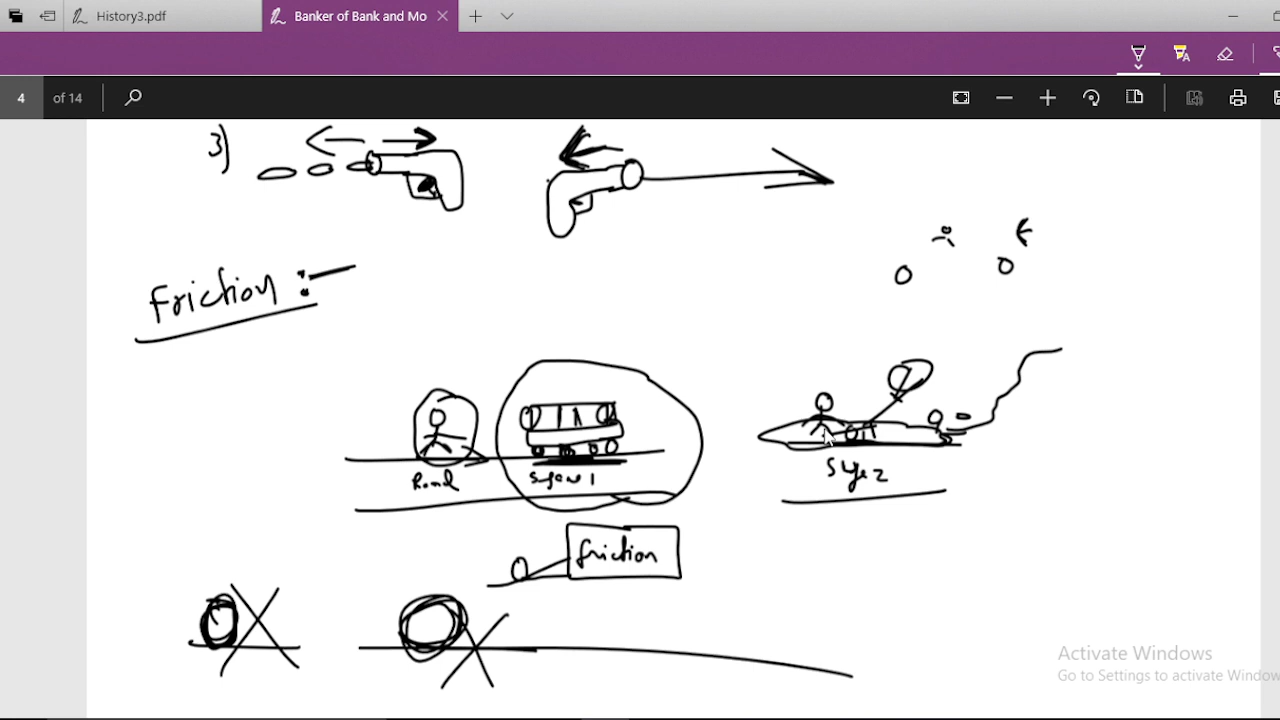 History3.pdf
Banker of Bank and Mo
4 of 14
3)
Friction :-
Road
oil
friction
Activate Windows
Go to Settings to activate Window